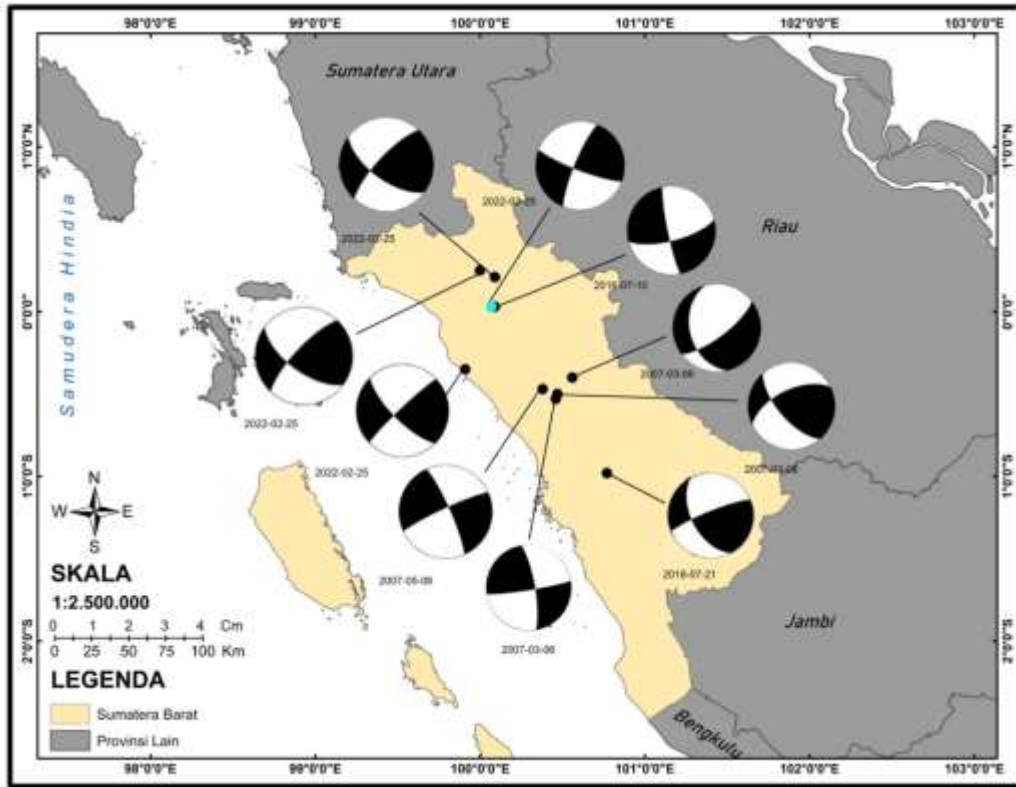 98°0'0"E 99°0'0"E 100°0'0"E 101°0'0"E 102°0'0"E 103°0'0"E
Sumatera Utara
1°0'0"N
1°0'0"N
2022-02-25
Samudera Hindia
2022-02-25
Riau
0°0'0"
0°0'0"
2007-03-06
2022-02-25
2022-02-25
1°0'0"S
1°0'0"S
N
W E
S
SKALA
1:2.500.000
0 1 2 3 4 Cm
0 25 50 75 100 Km
2018-07-21
2007-03-06
Jambi
2°0'0"S
2°0'0"S
LEGENDA
Sumatera Barat
Provinsi Lain
Bengkulu
98°0'0"E 99°0'0"E 100°0'0"E 101°0'0"E 102°0'0"E 103°0'0"E